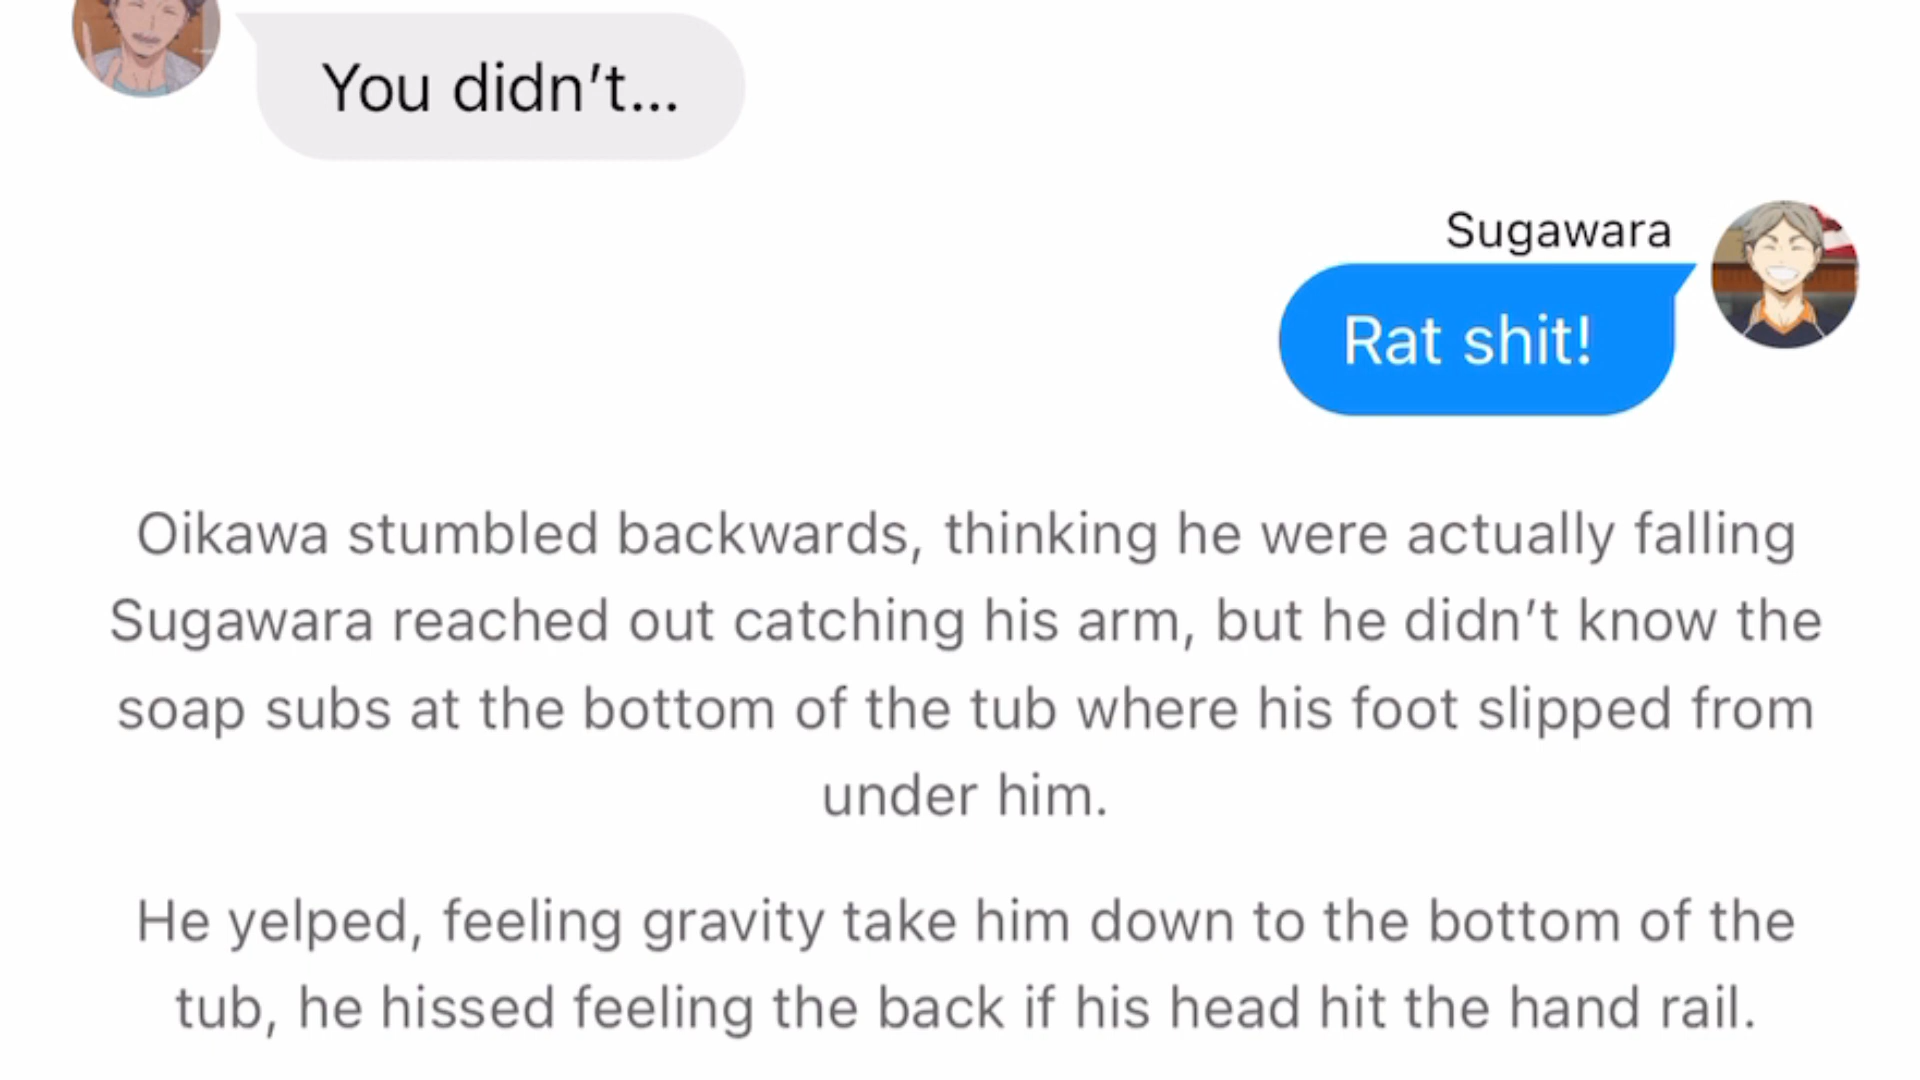 You didn't...
Sugawara
Rat shit!
Oikawa stumbled backwards, thinking he were actually falling
Sugawara reached out catching his arm, but he didn't know the
soap subs at the bottom of the tub where his foot slipped from
under him.
He yelped, feeling gravity take him down to the bottom of the
tub, he hissed feeling the back if his head hit the hand rail.